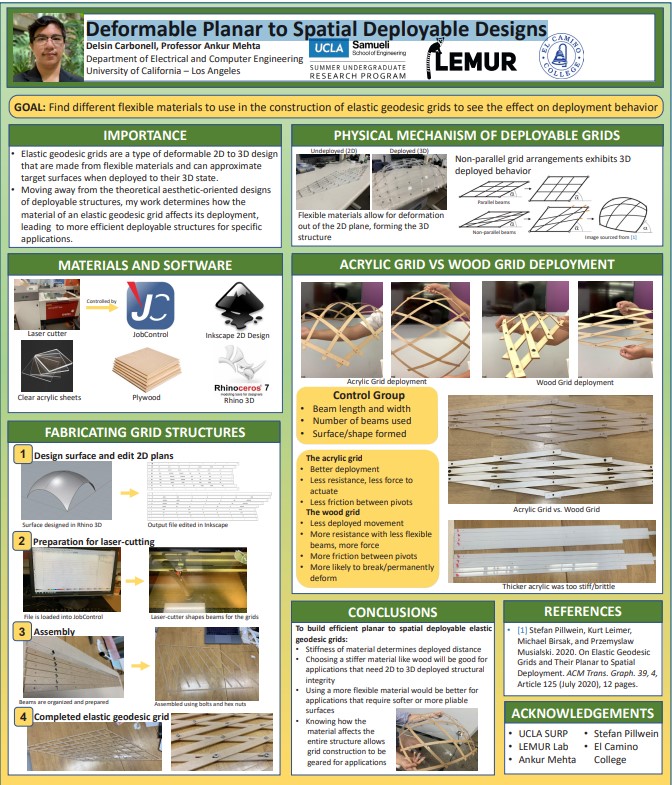 Deformable Planar to Spatial Deployable Designs
Delsin Carbonell, Professor Ankur Mehta
Department of Electrical and Computer Engineering
University of California – Los Angeles
UCLA Samueli
School of Engineering
SUMMER UNDERGRADUATE
RESEARCH PROGRAM
LEMUR
EL CAMINO
COLLEGE
GOAL: Find different flexible materials to use in the construction of elastic geodesic grids to see the effect on deployment behavior
IMPORTANCE
• Elastic geodesic grids are a type of deformable 2D to 3D design
that are made from flexible materials and can approximate
target surfaces when deployed to their 3D state.
• Moving away from the theoretical aesthetic-oriented designs
of deployable structures, my work determines how the
material of an elastic geodesic grid affects its deployment,
leading to more efficient deployable structures for specific
applications.
PHYSICAL MECHANISM OF DEPLOYABLE GRIDS
Undeployed (2D)
Deployed (3D)
Flexible materials allow for deformation
out of the 2D plane, forming the 3D
structure
Non-parallel grid arrangements exhibits 3D
deployed behavior
Parallel beams
Non-parallel beams
Image sourced from [1]
MATERIALS AND SOFTWARE
Laser cutter
Controlled by
JC
JobControl
Inkscape 2D Design
Clear acrylic sheets
Plywood
Rhinoceros 7
modeling tools for designers
Rhino 3D
FABRICATING GRID STRUCTURES
1 Design surface and edit 2D plans
Surface designed in Rhino 3D
Output file edited in Inkscape
2 Preparation for laser-cutting
File is loaded into JobControl
Laser-cutter shapes beams for the grids
3 Assembly
Beams are organized and prepared
Assembled using bolts and hex nuts
4 Completed elastic geodesic grid
ACRYLIC GRID VS WOOD GRID DEPLOYMENT
Acrylic Grid deployment
Wood Grid deployment
Control Group
• Beam length and width
• Number of beams used
• Surface/shape formed
The acrylic grid
• Better deployment
• Less resistance, less force to
actuate
• Less friction between pivots
The wood grid
• Less deployed movement
• More resistance with less flexible
beams, more force
• More friction between pivots
• More likely to break/permanently
deform
Acrylic Grid vs. Wood Grid
Thicker acrylic was too stiff/brittle
CONCLUSIONS
To build efficient planar to spatial deployable elastic
geodesic grids:
• Stiffness of material determines deployed distance
• Choosing a stiffer material like wood will be good for
applications that need 2D to 3D deployed structural
integrity
• Using a more flexible material would be better for
applications that require softer or more pliable
surfaces
• Knowing how the
material affects the
entire structure allows
grid construction to be
geared for applications
REFERENCES
• [1] Stefan Pillwein, Kurt Leimer,
Michael Birsak, and Przemyslaw
Musialski. 2020. On Elastic Geodesic
Grids and Their Planar to Spatial
Deployment. ACM Trans. Graph. 39, 4,
Article 125 (July 2020), 12 pages.
ACKNOWLEDGEMENTS
• UCLA SURP
• LEMUR Lab
• Ankur Mehta
• Stefan Pillwein
• El Camino
College